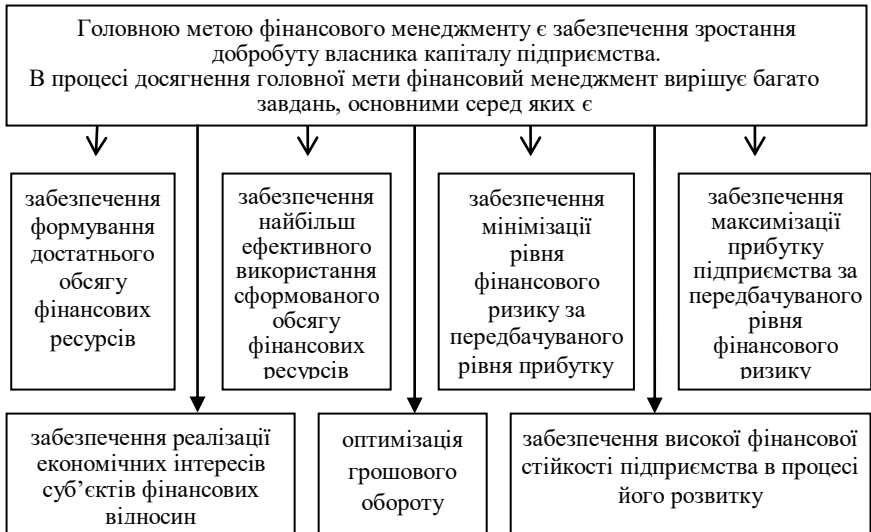 Головною метою фінансового менеджменту є забезпечення зростання
добробуту власника капіталу підприємства.
В процесі досягнення головної мети фінансовий менеджмент вирішує багато
завдань, основними серед яких є
забезпечення
формування
достатнього
обсягу
фінансових
ресурсів
забезпечення
найбільш
ефективного
використання
сформованого
обсягу
фінансових
ресурсів
забезпечення
мінімізації
рівня
фінансового
ризику за
передбачуваного
рівня прибутку
забезпечення
максимізації
прибутку
підприємства за
передбачуваного
рівня
фінансового
ризику
забезпечення реалізації
економічних інтересів
суб’єктів фінансових
відносин
оптимізація
грошового
обороту
забезпечення високої фінансової
стійкості підприємства в процесі
його розвитку